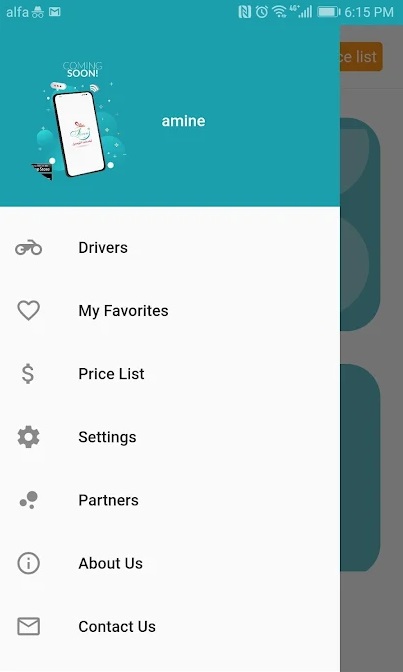 alfa
4G+
6:15 PM
ce list
COMING
SOON!
amine
Drivers
My Favorites
Price List
Settings
Partners
About Us
Contact Us